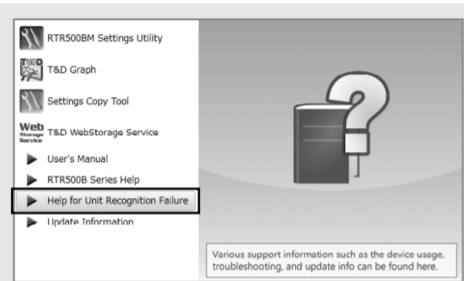 RTR500BM Settings Utility
T&D Graph
Settings Copy Tool
Web
Storage
Service
T&D WebStorage Service
User's Manual
RTR500B Series Help
Help for Unit Recognition Failure
Update Information
Various support information such as the device usage,
troubleshooting, and update info can be found here.